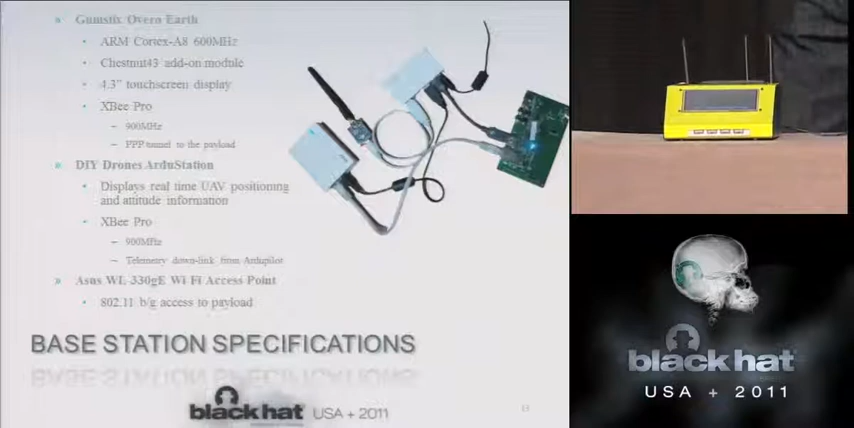 » Gumstix Overo Earth
• ARM Cortex-A8 600MHz
• Chestnut43 add-on module
• 4.3” touchscreen display
• XBee Pro
– 900MHz
– PPP tunnel to the payload
» DIY Drones ArduStation
• Displays real time UAV positioning
and attitude information
• XBee Pro
– 900MHz
– Telemetry down-link from Ardupilot
» Asus WL 330gE Wi Fi Access Point
• 802.11 b/g access to payload
BASE STATION SPECIFICATIONS
black hat USA + 2011
13
black hat
USA + 2011